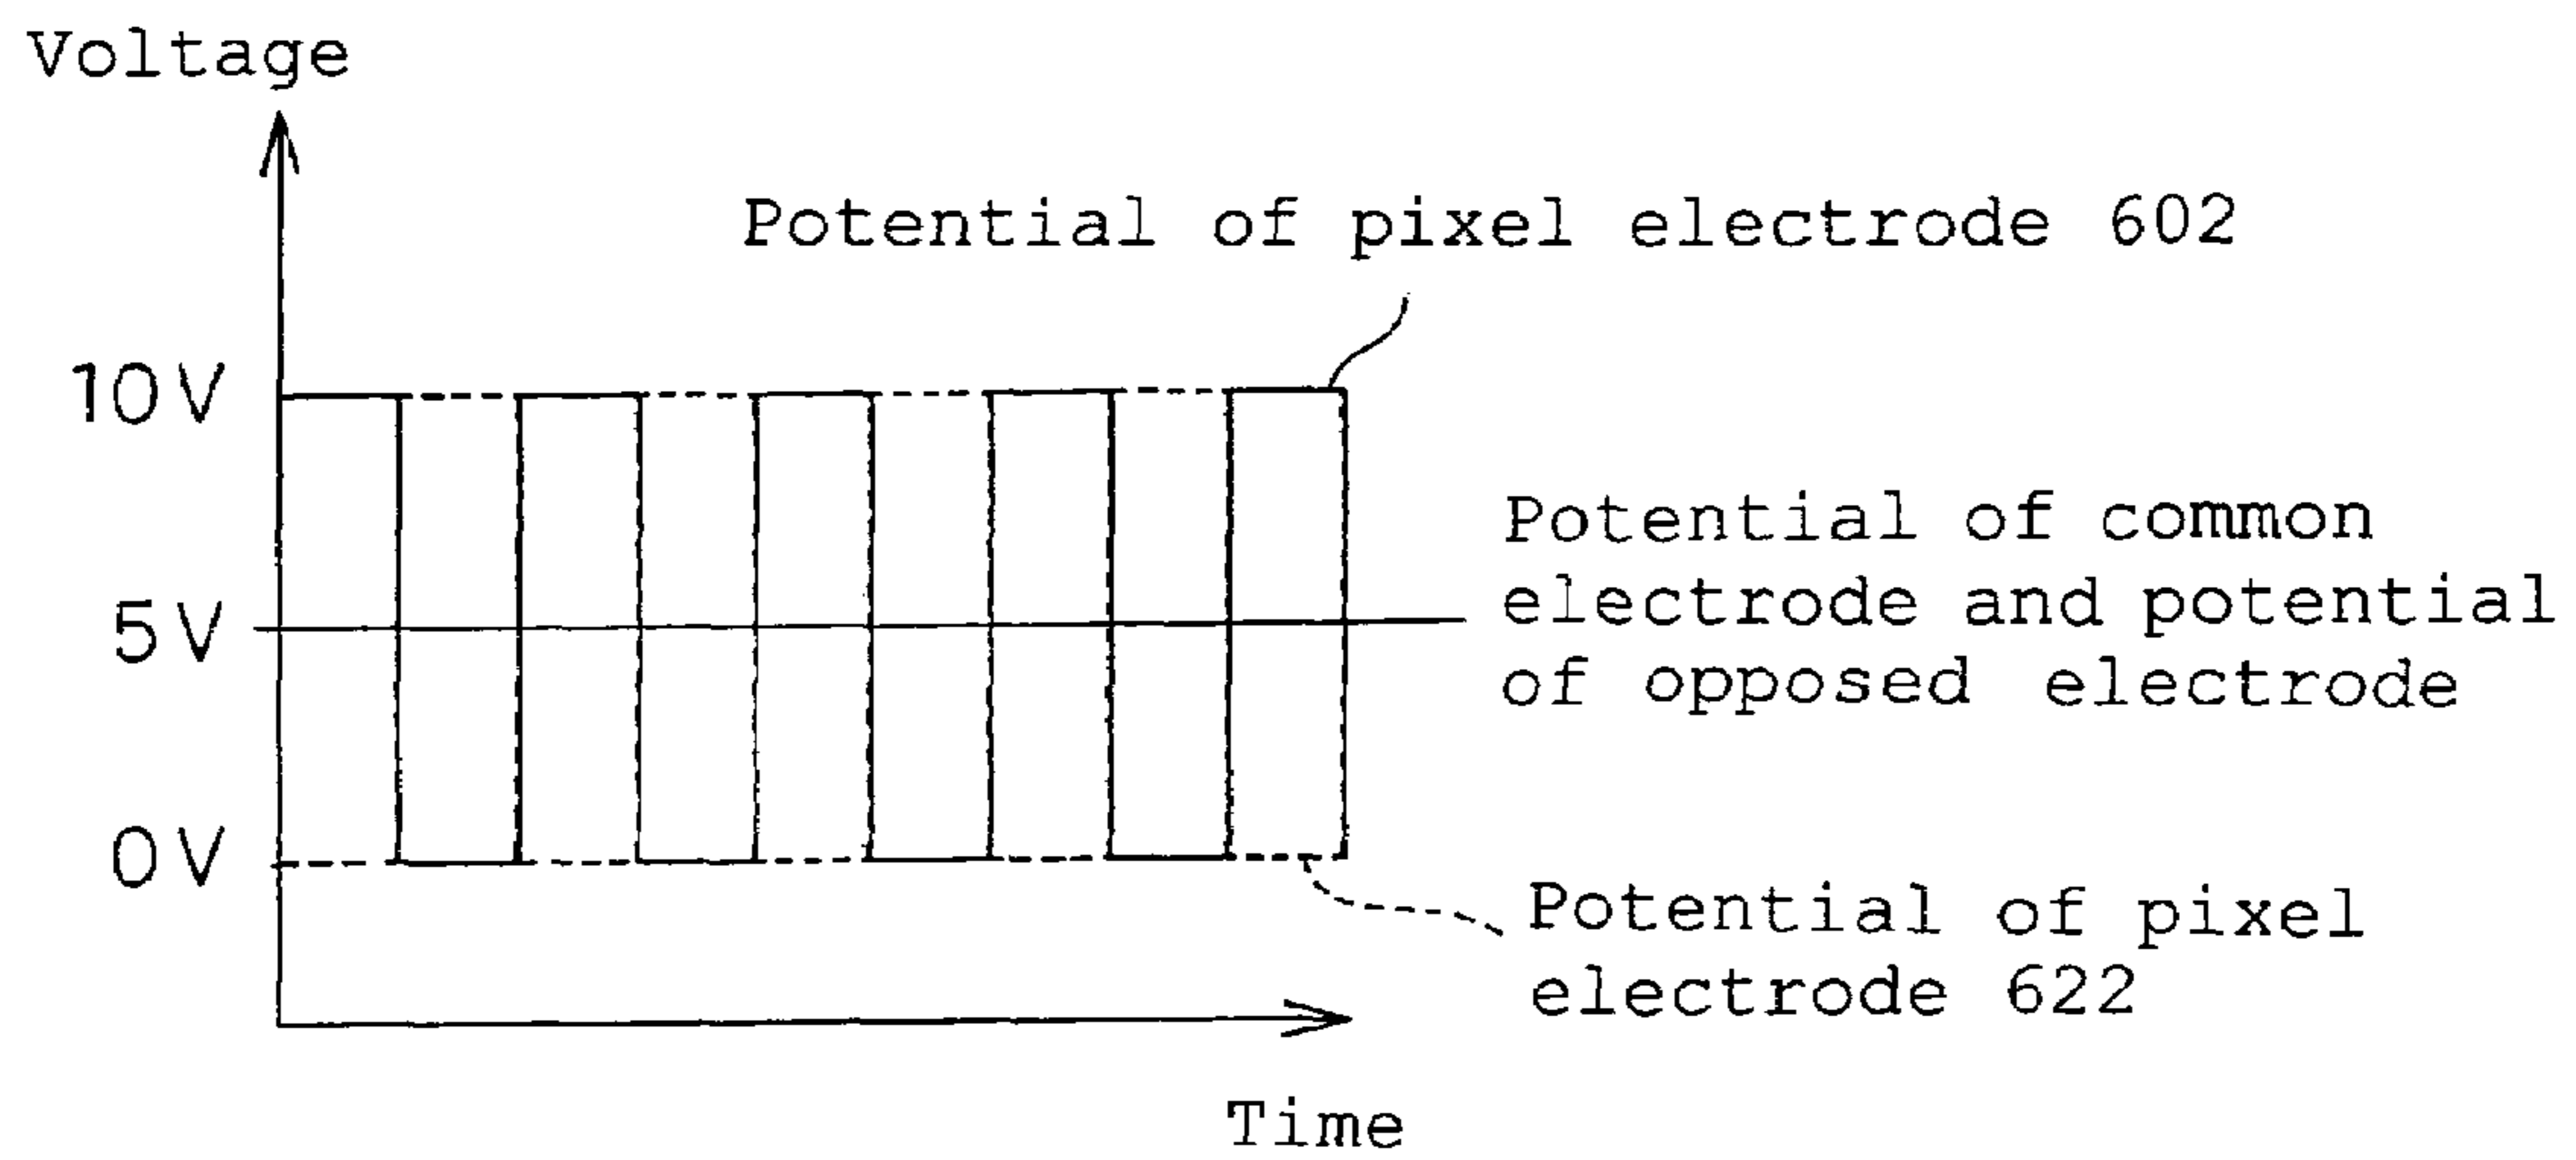 Voltage
Potential of pixel electrode 602
10V
Potential of common
electrode and potential
of opposed electrode
5V
0V
Potential of pixel
electrode 622
Time